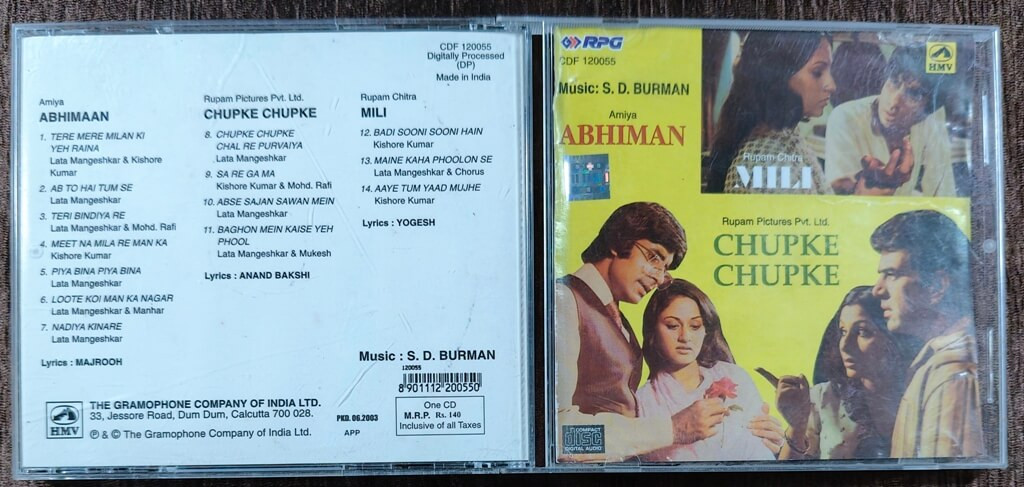 CDF 120055
Digitally Processed
(DP)
Made in India
Amiya
ABHIMAAN
1. TERE MERE MILAN KI
YEH RAINA
Lata Mangeshkar & Kishore
Kumar
2. AB TO HAI TUM SE
Lata Mangeshkar
3. TERI BINDIYA RE
Lata Mangeshkar & Mohd. Rafi
4. MEET NA MILA RE MAN KA
Kishore Kumar
5. PIYA BINA PIYA BINA
Lata Mangeshkar
6. LOOTE KOI MAN KA NAGAR
Lata Mangeshkar & Manhar
7. NADIYA KINARE
Lata Mangeshkar
Lyrics : MAJROOH
Rupam Pictures Pvt. Ltd.
CHUPKE CHUPKE
8. CHUPKE CHUPKE
CHAL RE PURVAIYA
Lata Mangeshkar
9. SA RE GA MA
Kishore Kumar & Mohd. Rafi
10. ABSE SAJAN SAWAN MEIN
Lata Mangeshkar
11. BAGHON MEIN KAISE YEH
PHOOL
Lata Mangeshkar & Mukesh
Lyrics : ANAND BAKSHI
Rupam Chitra
MILI
12. BADI SOONI SOONI HAIN
Kishore Kumar
13. MAINE KAHA PHOOLON SE
Lata Mangeshkar & Chorus
14. AAYE TUM YAAD MUJHE
Kishore Kumar
Lyrics : YOGESH
Music : S. D. BURMAN
120055
8 901112 200550
HMV
THE GRAMOPHONE COMPANY OF INDIA LTD.
33, Jessore Road, Dum Dum, Calcutta 700 028.
℗ & © The Gramophone Company of India Ltd.
PKD. 06.2003
APP
One CD
M.R.P. Rs. 140
Inclusive of all Taxes
RPG
CDF 120055
HMV
Music: S. D. BURMAN
Amiya
ABHIMAN
Rupam Chitra
MILI
Rupam Pictures Pvt. Ltd.
CHUPKE
CHUPKE
COMPACT
disc
DIGITAL AUDIO